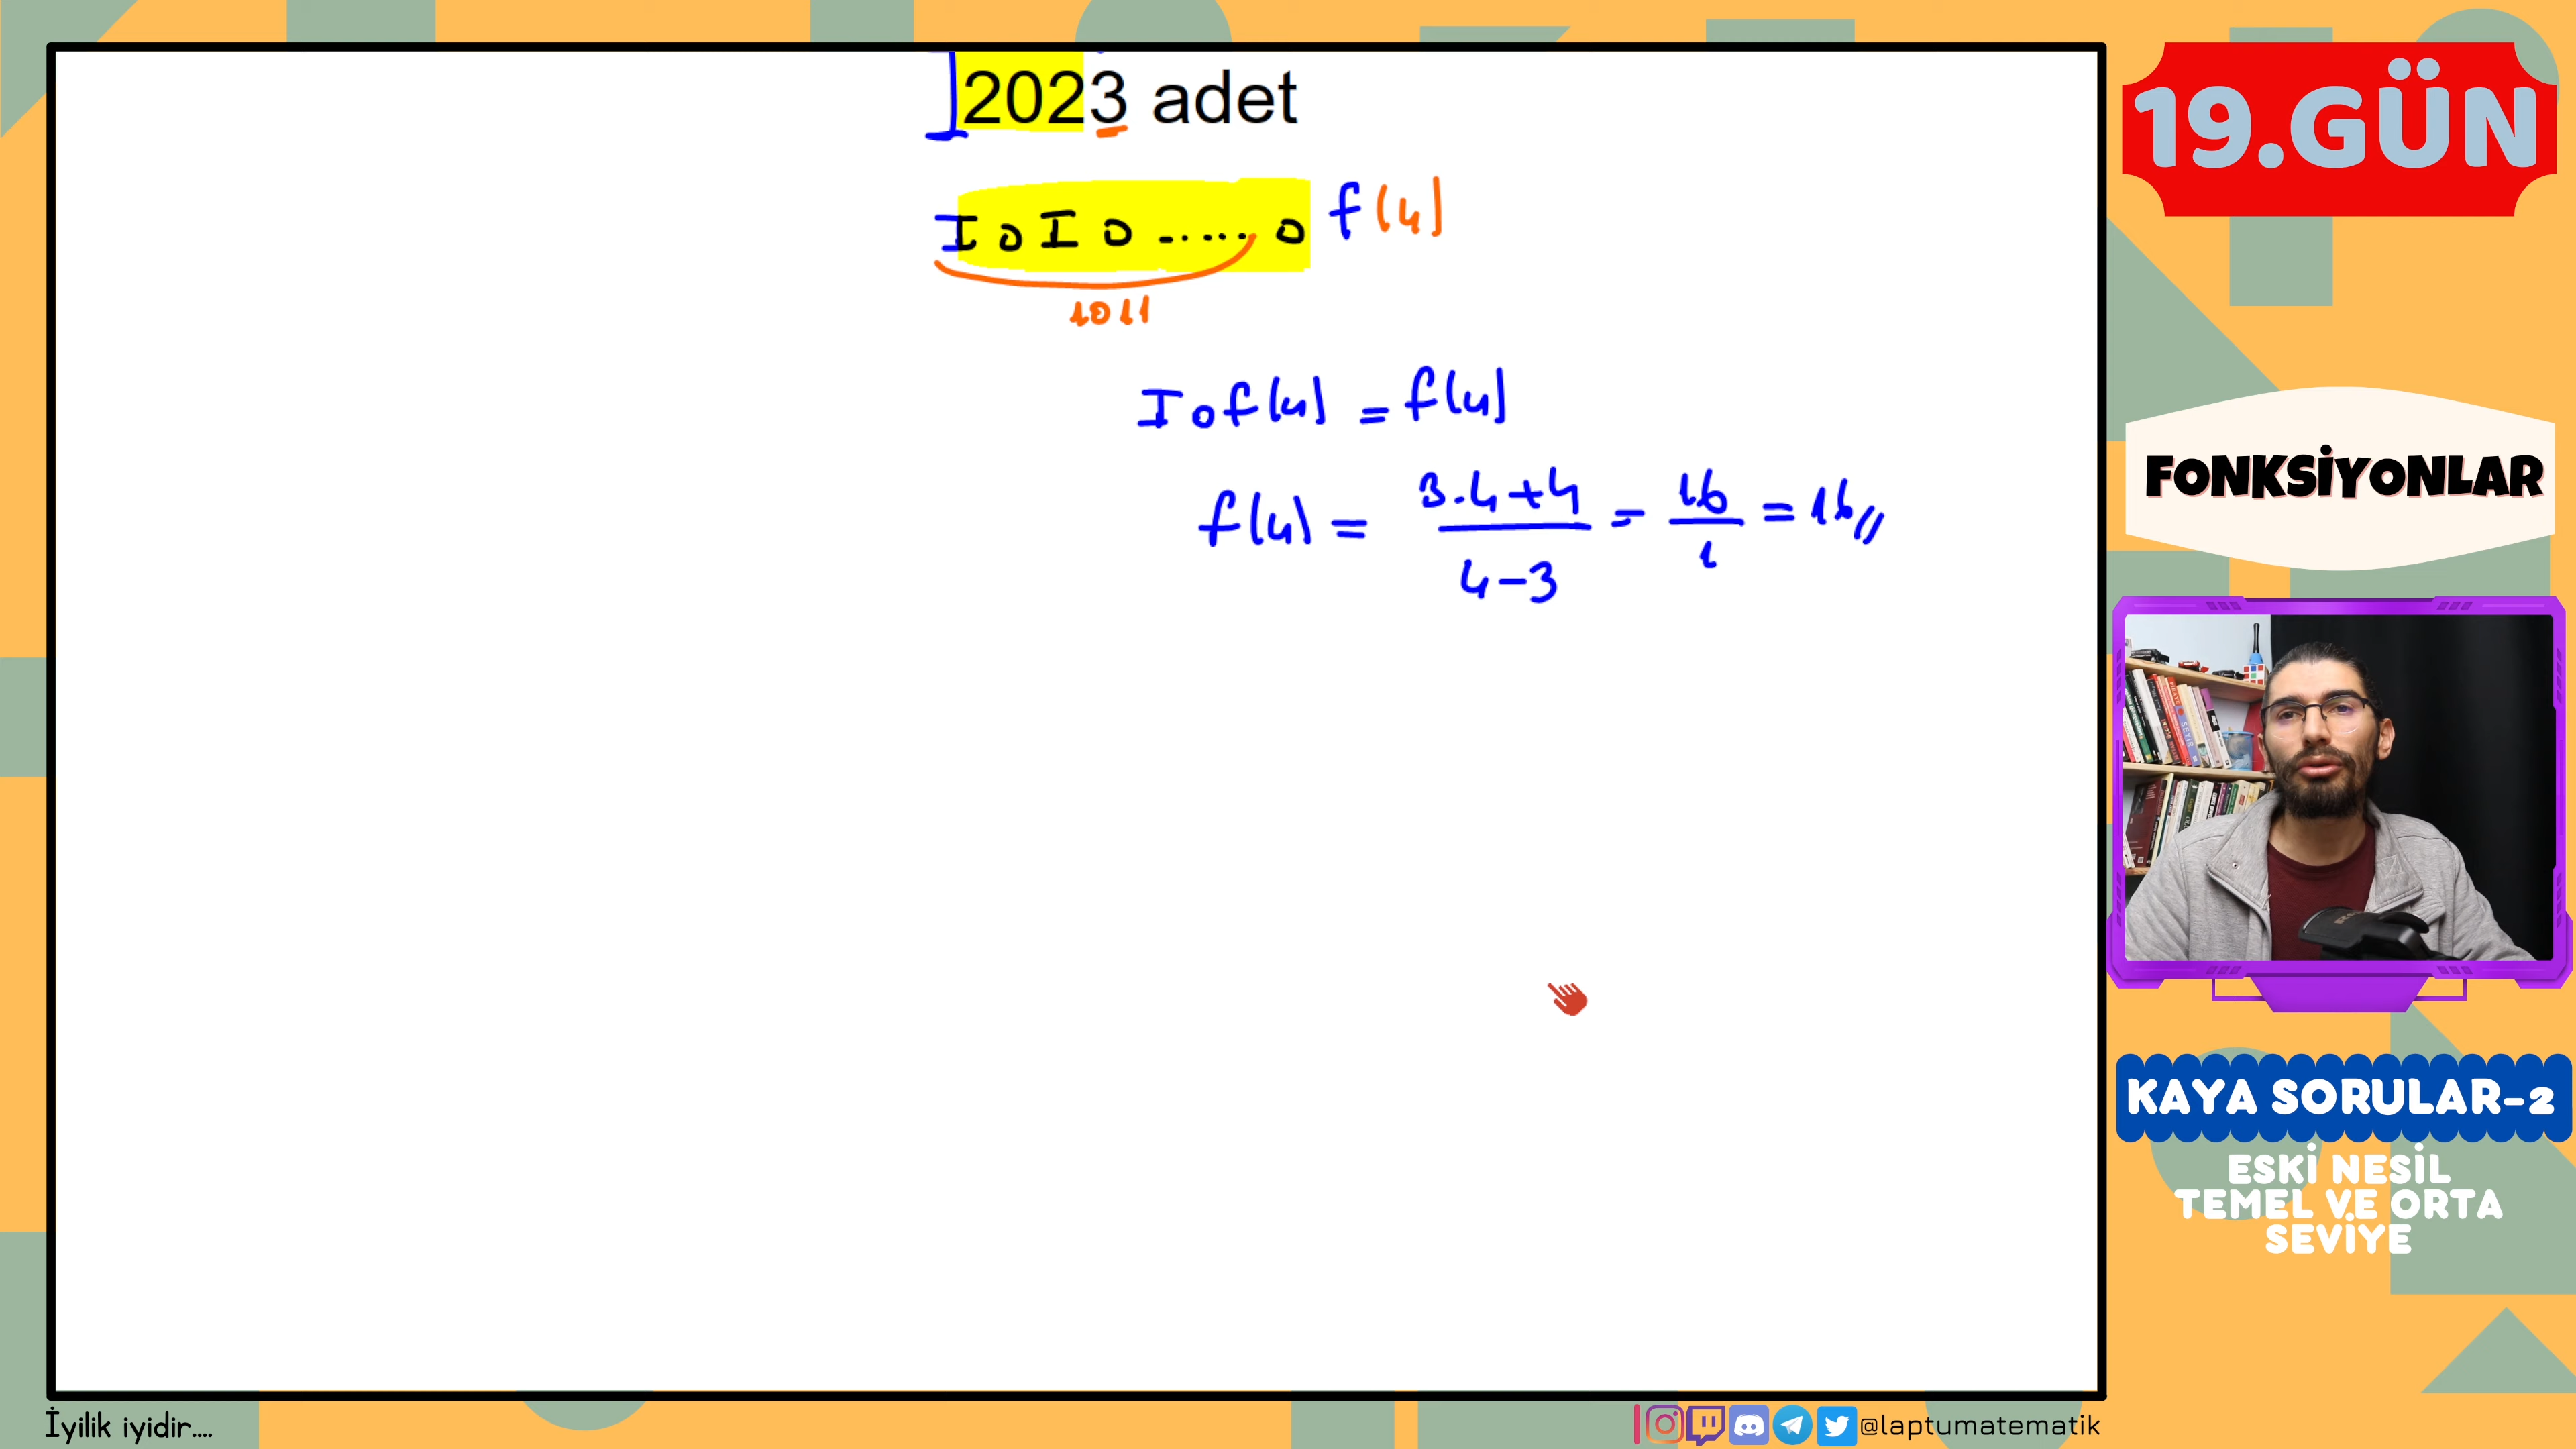 2023 adet
I o I o ...... o f(4)
1011
I o f(4) = f(4)
f(4) = 3.4+4 / 4-3 = 16 / 1 = 16 //
İyilik iyidir....
@laptumatematik
19.GÜN
FONKSİYONLAR
KAYA SORULAR-2
ESKİ NESİL
TEMEL VE ORTA
SEVİYE